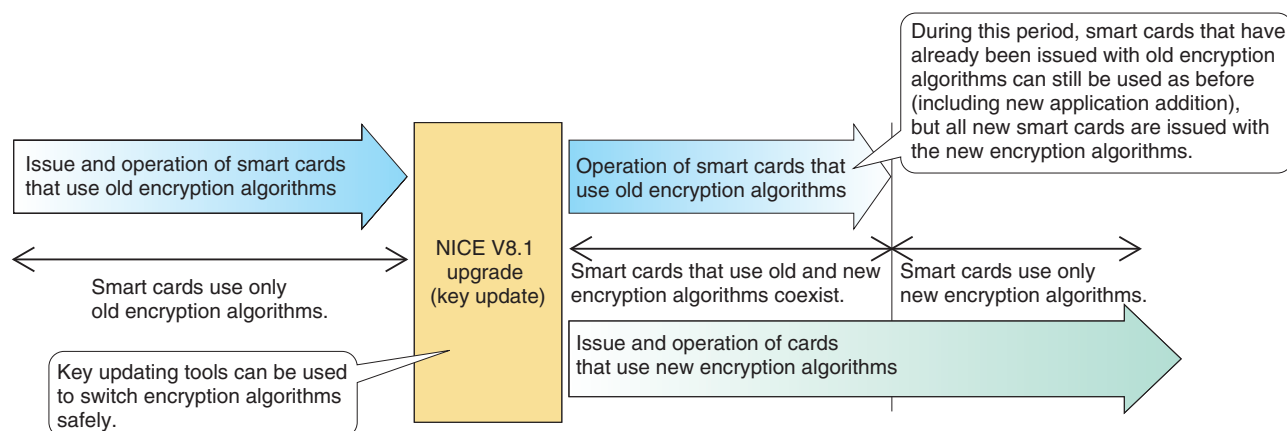 During this period, smart cards that have
already been issued with old encryption
algorithms can still be used as before
(including new application addition),
but all new smart cards are issued with
the new encryption algorithms.
Issue and operation of smart cards
that use old encryption algorithms
Operation of smart cards that
use old encryption algorithms
NICE V8.1
upgrade
(key update)
Smart cards use only
old encryption algorithms.
Smart cards that use old and new
encryption algorithms coexist.
Smart cards use only
new encryption algorithms.
Issue and operation of cards
that use new encryption algorithms
Key updating tools can be used
to switch encryption algorithms
safely.